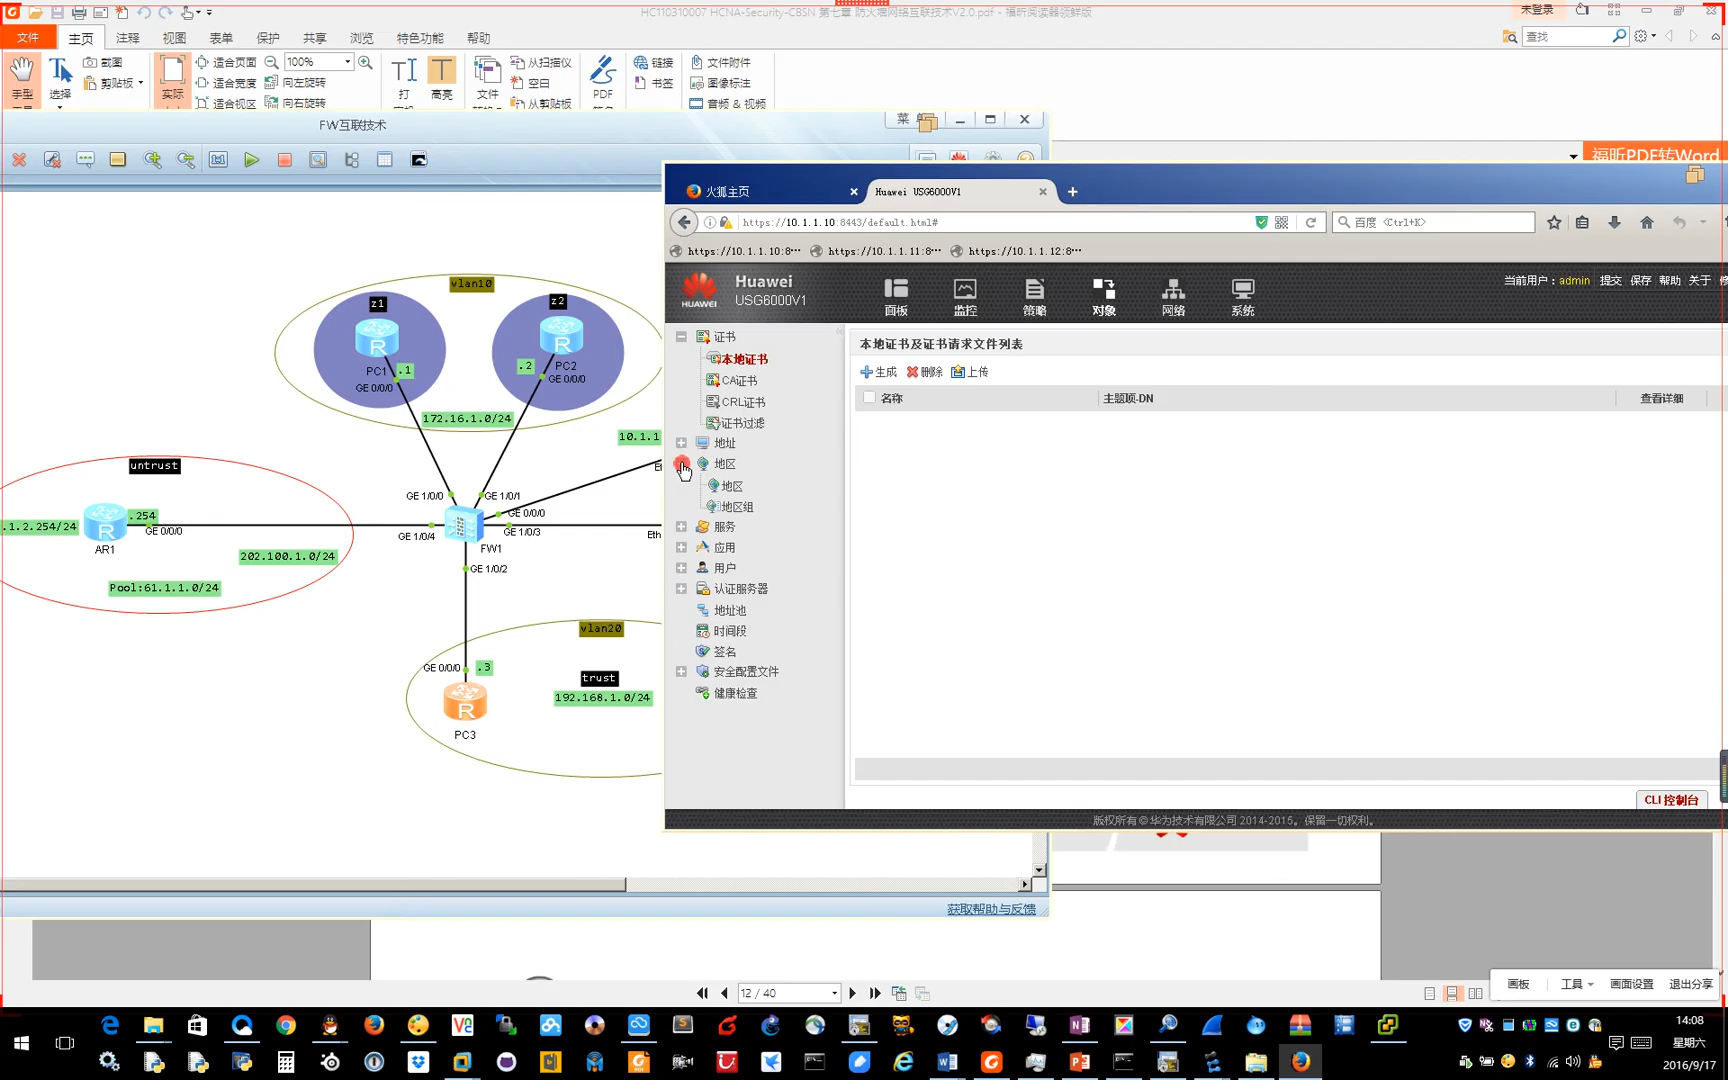 HC110310007 HCNA-Security-CBSN 第七章 防火墙网络互联技术V2.0.pdf - 福昕阅读器领鲜版
未登录
文件 主页 注释 视图 表单 保护 共享 浏览 特色功能 帮助
查找
手型 选择 截图 剪贴板 实际 适合页面 适合宽度 适合视区 100% 向左旋转 向右旋转 打 高亮 文件 从扫描仪 空白 从剪贴板 PDF 链接 书签 文件附件 图像标注 音频 & 视频
FW互联技术
菜
福昕PDF转Word
火狐主页
Huawei USG6000V1
https://10.1.1.10:8443/default.html#
百度 <Ctrl+K>
https://10.1.1.10:8··· https://10.1.1.11:8··· https://10.1.1.12:8···
HUAWEI
Huawei
USG6000V1
面板 监控 策略 对象 网络 系统
当前用户：admin 提交 保存 帮助 关于
证书
本地证书
CA证书
CRL证书
证书过滤
地址
地区
地区
地区组
服务
应用
用户
认证服务器
地址池
时间段
签名
安全配置文件
健康检查
本地证书及证书请求文件列表
生成 删除 上传
名称 主题项-DN 查看详细
CLI 控制台
版权所有©华为技术有限公司 2014-2015。保留一切权利。
vlan10
z1
z2
PC1
.1
GE 0/0/0
PC2
.2
GE 0/0/0
172.16.1.0/24
10.1.1
untrust
.1.2.254/24
.254
GE 0/0/0
AR1
202.100.1.0/24
Pool:61.1.1.0/24
GE 1/0/0
GE 1/0/1
GE 0/0/0
GE 1/0/3
GE 1/0/4
FW1
GE 1/0/2
Eth
vlan20
GE 0/0/0
.3
trust
192.168.1.0/24
PC3
获取帮助与反馈
12 / 40
画板 工具 画面设置 退出分享
14:08
星期六
2016/9/17